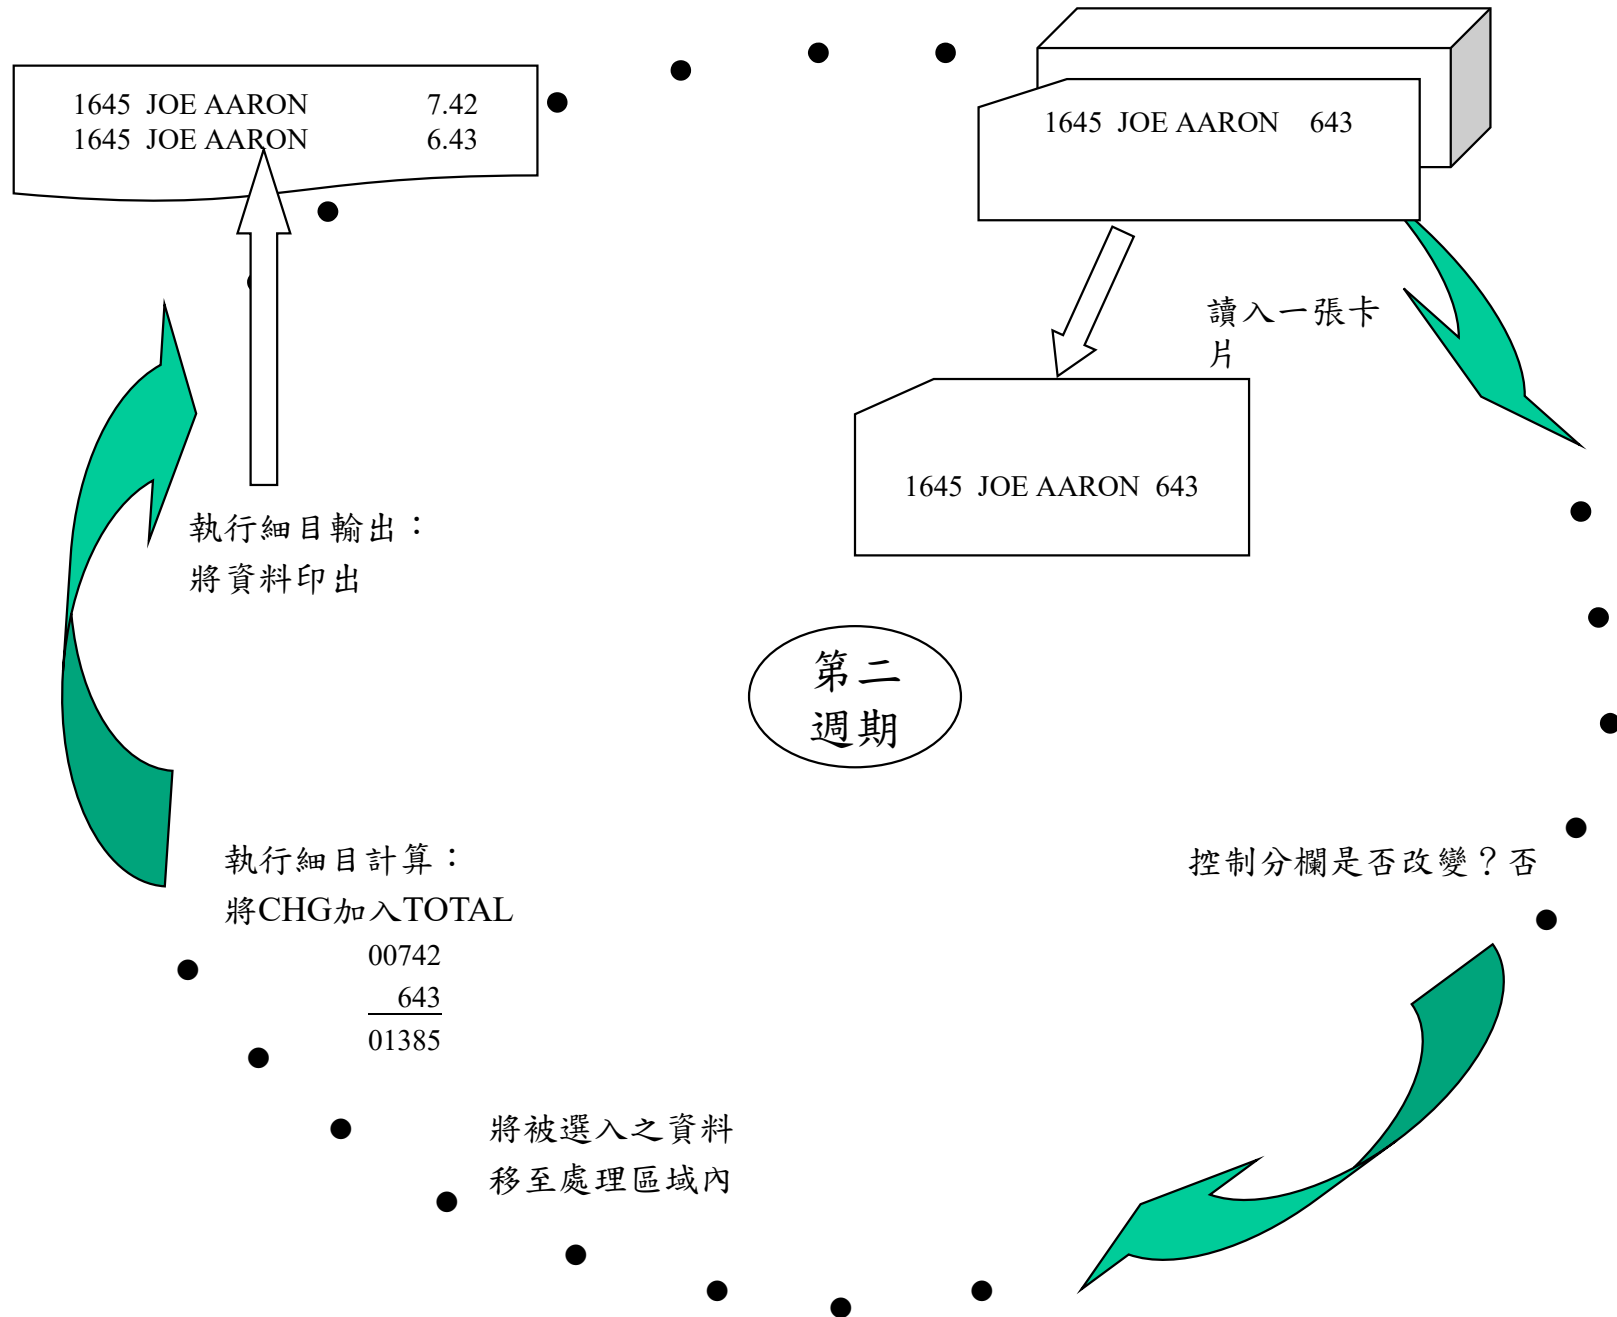 1645 JOE AARON 7.42
1645 JOE AARON 6.43
1645 JOE AARON 643
讀入一張卡
片
1645 JOE AARON 643
執行細目輸出：
將資料印出
第二
週期
執行細目計算：
將CHG加入TOTAL
00742
643
01385
控制分欄是否改變？否
將被選入之資料
移至處理區域內